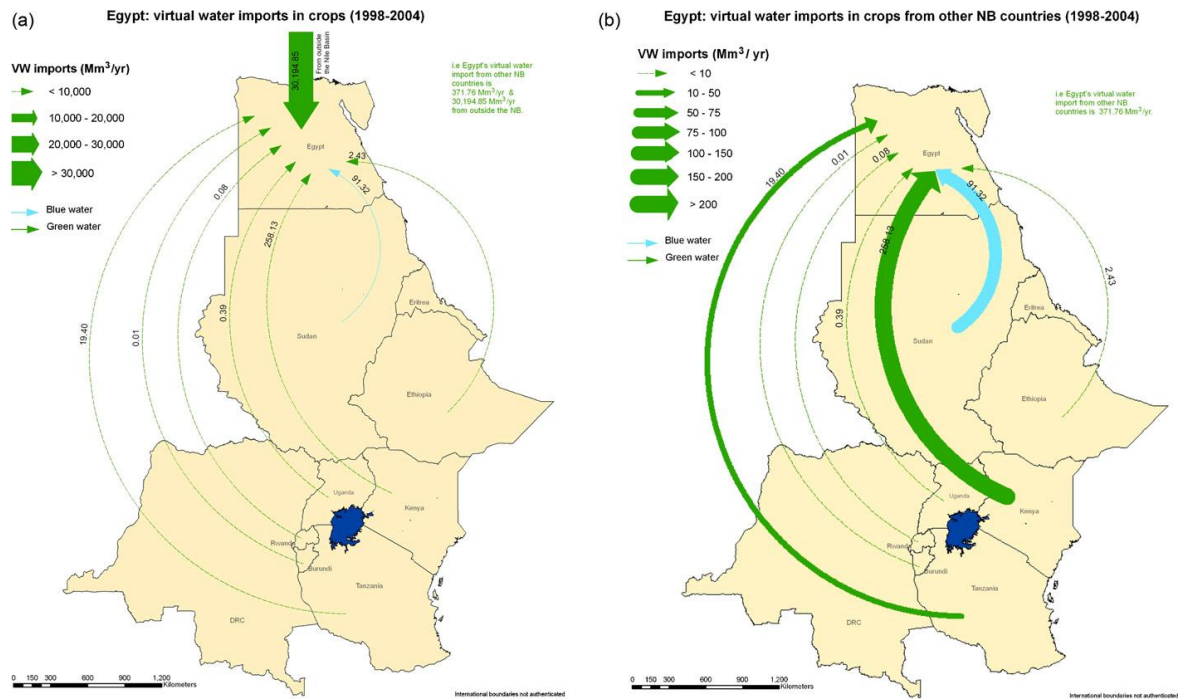 (a)
Egypt: virtual water imports in crops (1998-2004)
VW imports (Mm³/yr)
< 10,000
10,000 - 20,000
20,000 - 30,000
> 30,000
Blue water
Green water
30,194.85
From outside
the Nile Basin
i.e Egypt's virtual water
import from other NB
countries is
371.76 Mm³/yr &
30,194.85 Mm³/yr
from outside the NB.
Egypt
2.43
91.32
0.08
258.13
0.39
0.01
19.40
Sudan
Eritrea
Ethiopia
Uganda
Kenya
Rwanda
Burundi
Tanzania
DRC
0 150 300 600 900 1,200
Kilometers
International boundaries not authenticated
(b)
Egypt: virtual water imports in crops from other NB countries (1998-2004)
VW imports (Mm³/yr)
< 10
10 - 50
50 - 75
75 - 100
100 - 150
150 - 200
> 200
Blue water
Green water
i.e Egypt's virtual water
import from other NB
countries is 371.76 Mm³/yr.
Egypt
0.01
0.08
19.40
91.32
258.13
2.43
0.39
Sudan
Eritrea
Ethiopia
Uganda
Kenya
Rwanda
Burundi
Tanzania
DRC
0 150 300 600 900 1,200
Kilometers
International boundaries not authenticated